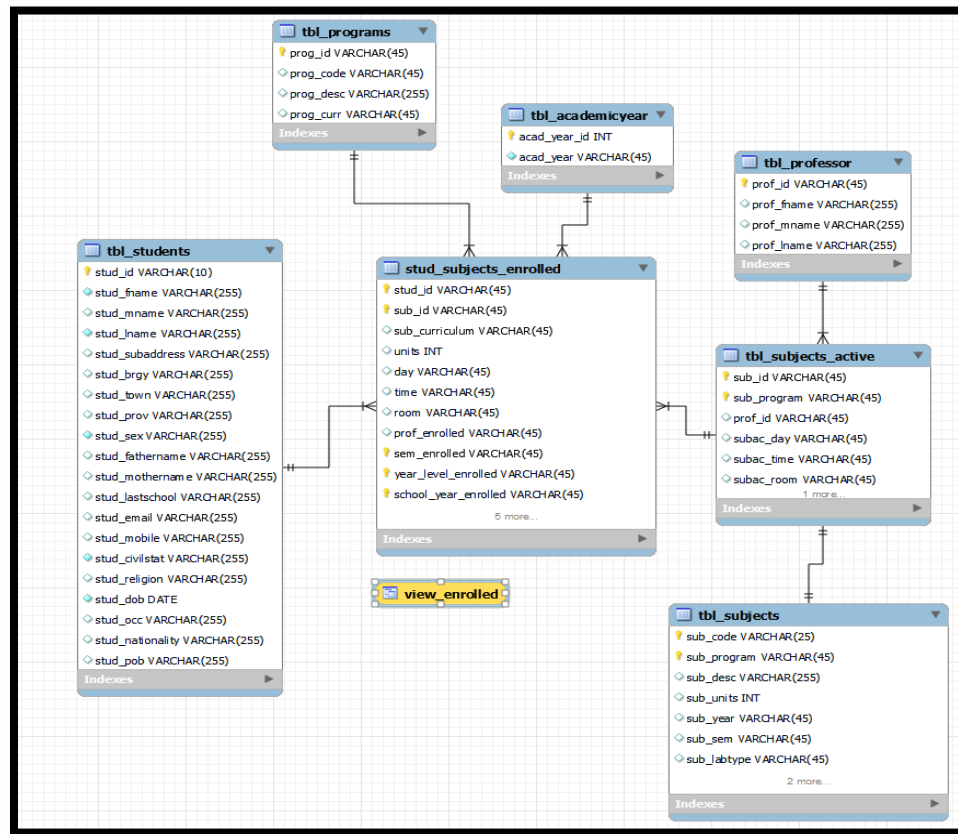 tbl_programs
prog_id VARCHAR(45)
prog_code VARCHAR(45)
prog_desc VARCHAR(255)
prog_curr VARCHAR(45)
Indexes
tbl_academicyear
acad_year_id INT
acad_year VARCHAR(45)
Indexes
tbl_professor
prof_id VARCHAR(45)
prof_fname VARCHAR(255)
prof_mname VARCHAR(255)
prof_lname VARCHAR(255)
Indexes
tbl_students
stud_id VARCHAR(10)
stud_fname VARCHAR(255)
stud_mname VARCHAR(255)
stud_lname VARCHAR(255)
stud_subaddress VARCHAR(255)
stud_brgy VARCHAR(255)
stud_town VARCHAR(255)
stud_prov VARCHAR(255)
stud_sex VARCHAR(255)
stud_fathername VARCHAR(255)
stud_mothername VARCHAR(255)
stud_lastschool VARCHAR(255)
stud_email VARCHAR(255)
stud_mobile VARCHAR(255)
stud_civilstat VARCHAR(255)
stud_religion VARCHAR(255)
stud_dob DATE
stud_occ VARCHAR(255)
stud_nationality VARCHAR(255)
stud_pob VARCHAR(255)
Indexes
stud_subjects_enrolled
stud_id VARCHAR(45)
sub_id VARCHAR(45)
sub_curriculum VARCHAR(45)
units INT
day VARCHAR(45)
time VARCHAR(45)
room VARCHAR(45)
prof_enrolled VARCHAR(45)
sem_enrolled VARCHAR(45)
year_level_enrolled VARCHAR(45)
school_year_enrolled VARCHAR(45)
5 more...
Indexes
view_enrolled
tbl_subjects_active
sub_id VARCHAR(45)
sub_program VARCHAR(45)
prof_id VARCHAR(45)
subac_day VARCHAR(45)
subac_time VARCHAR(45)
subac_room VARCHAR(45)
1 more...
Indexes
tbl_subjects
sub_code VARCHAR(25)
sub_program VARCHAR(45)
sub_desc VARCHAR(255)
sub_units INT
sub_year VARCHAR(45)
sub_sem VARCHAR(45)
sub_labtype VARCHAR(45)
2 more...
Indexes